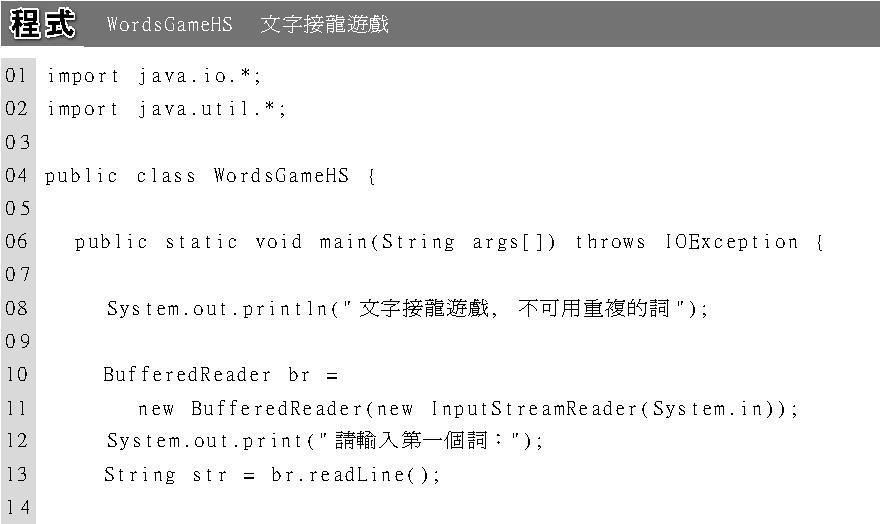 程式 WordsGameHS 文字接龍遊戲
01 import java.io.*;
02 import java.util.*;
03
04 public class WordsGameHS {
05
06 public static void main(String args[]) throws IOException {
07
08 System.out.println("文字接龍遊戲, 不可用重複的詞");
09
10 BufferedReader br =
11 new BufferedReader(new InputStreamReader(System.in));
12 System.out.print("請輸入第一個詞：");
13 String str = br.readLine();
14